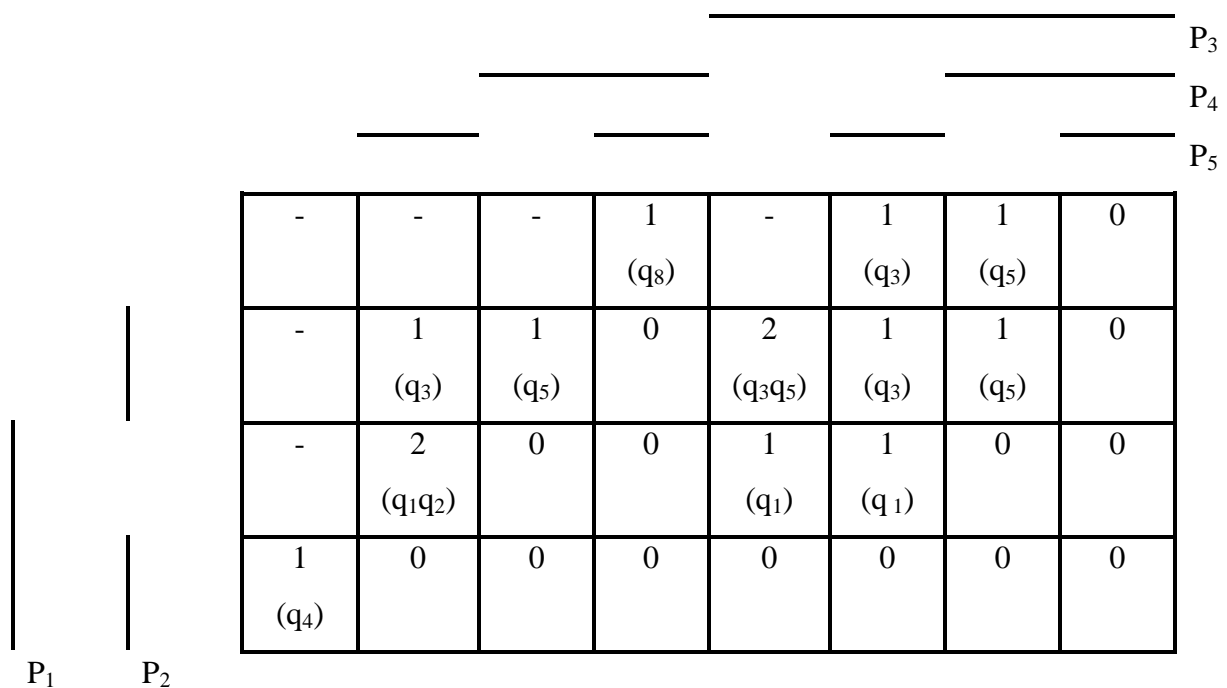 P₃
P₄
P₅
- - - 1 - 1 1 0
(q₈) (q₃) (q₅)
- 1 1 0 2 1 1 0
(q₃) (q₅) (q₃q₅) (q₃) (q₅)
- 2 0 0 1 1 0 0
(q₁q₂) (q₁) (q ₁)
1 0 0 0 0 0 0 0
(q₄)
P₁ P₂